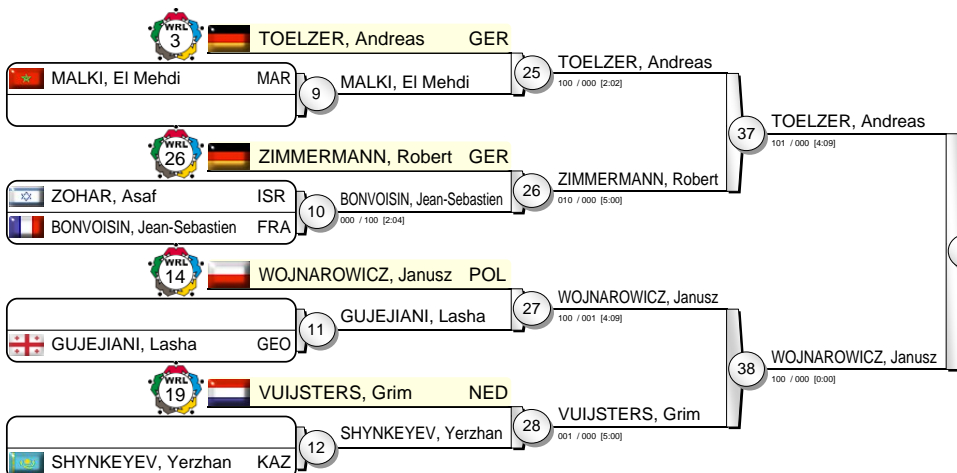 WRL
3
TOELZER, Andreas GER
MALKI, El Mehdi MAR
9
MALKI, El Mehdi
25
TOELZER, Andreas
100 / 000 [2:02]
WRL
26
ZIMMERMANN, Robert GER
ZOHAR, Asaf ISR
BONVOISIN, Jean-Sebastien FRA
10
BONVOISIN, Jean-Sebastien
000 / 100 [2:04]
26
ZIMMERMANN, Robert
010 / 000 [5:00]
37
TOELZER, Andreas
101 / 000 [4:09]
WRL
14
WOJNAROWICZ, Janusz POL
GUJEJIANI, Lasha GEO
11
GUJEJIANI, Lasha
27
WOJNAROWICZ, Janusz
100 / 001 [4:09]
WRL
19
VUIJSTERS, Grim NED
SHYNKEYEV, Yerzhan KAZ
12
SHYNKEYEV, Yerzhan
28
VUIJSTERS, Grim
001 / 000 [5:00]
38
WOJNAROWICZ, Janusz
100 / 000 [0:00]